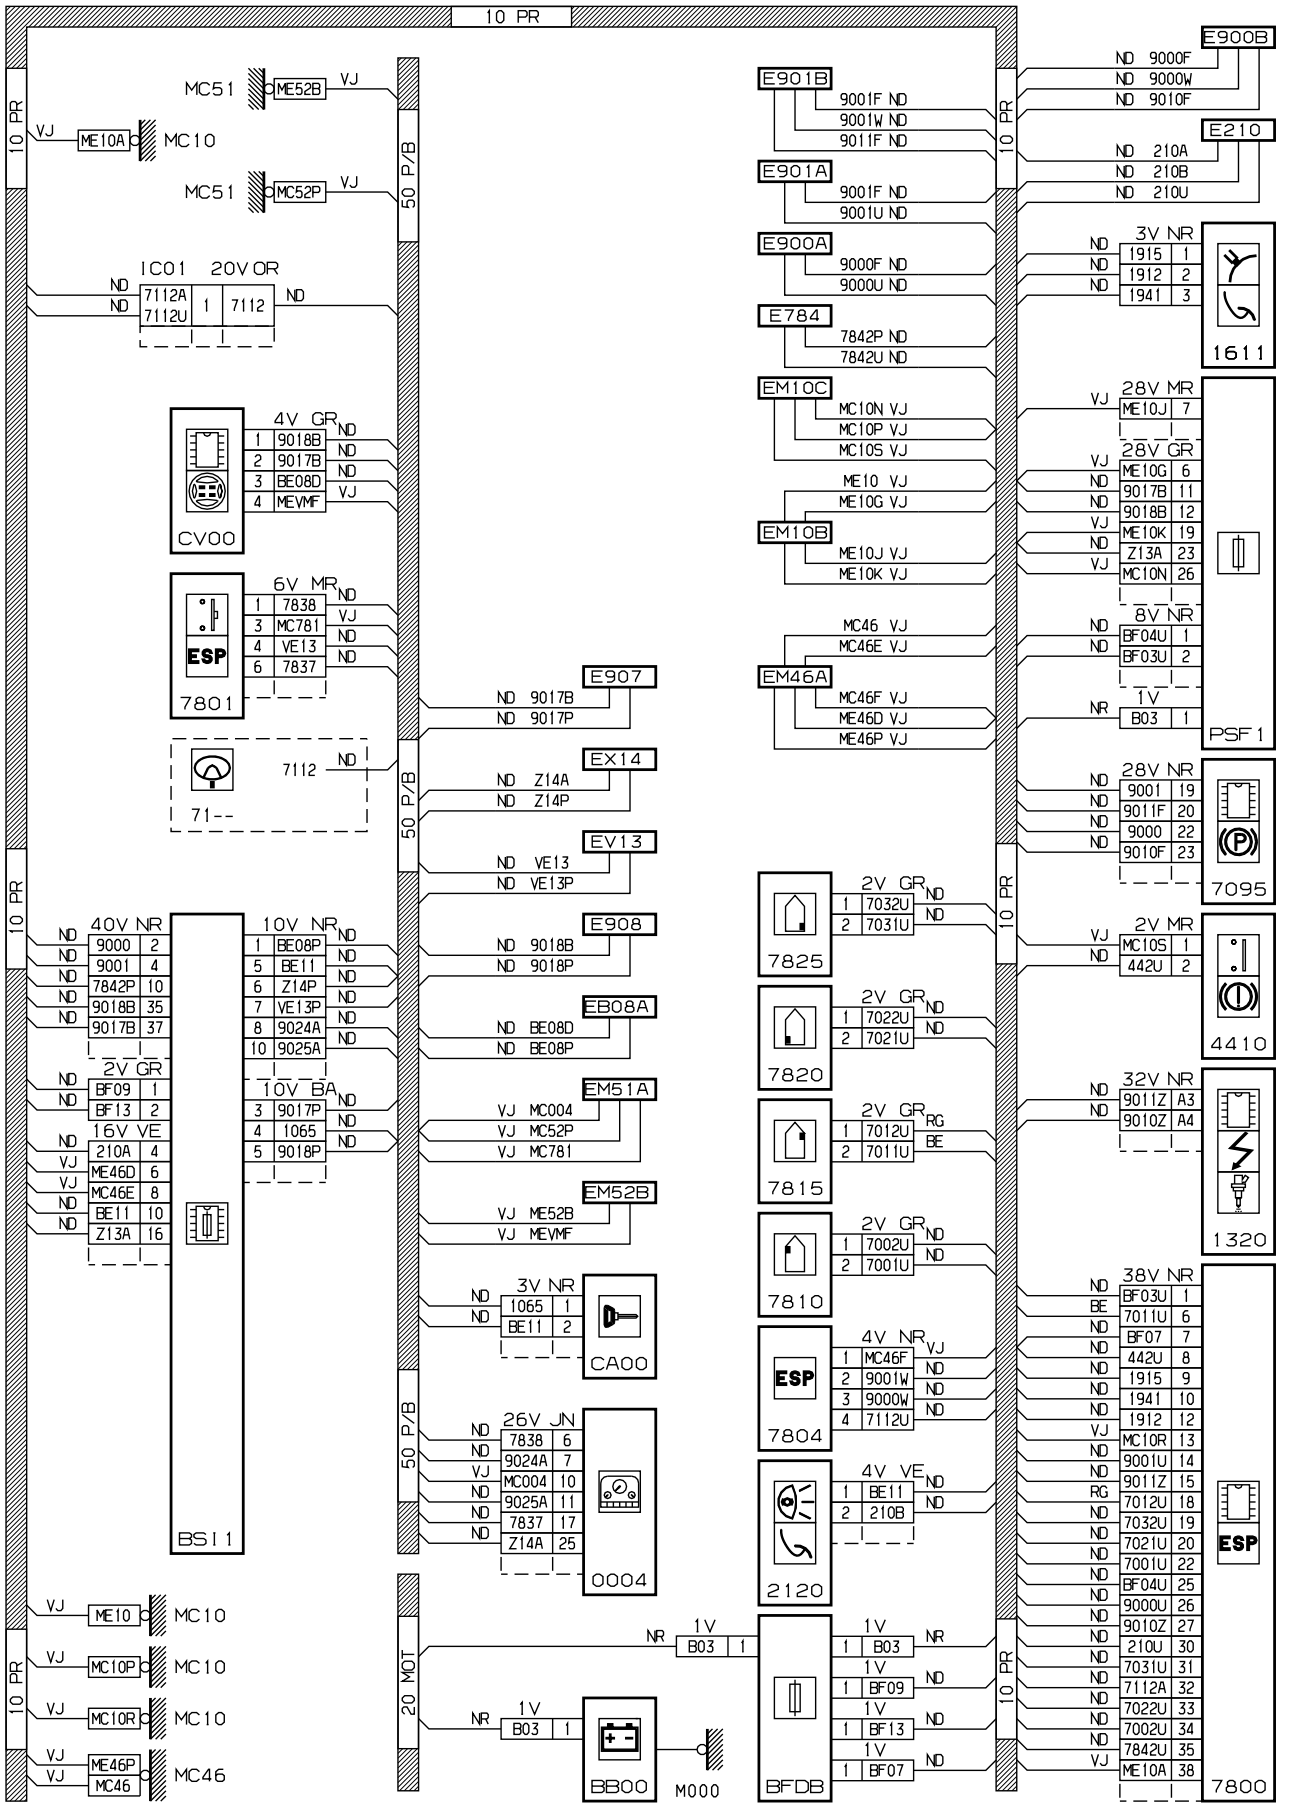 10 PR
10 PR
MC51 ME52B VJ
VJ ME10A MC10
MC51 MC52P VJ
50 P/B
1C01 20V OR
ND 7112A
ND 7112U
1 7112 ND
CV00
4V GR
1 9018B ND
2 9017B ND
3 BE08D ND
4 MEVMF VJ
ESP
7801
6V MR
1 7838 ND
3 MC781 VJ
4 VE13 ND
6 7837 ND
71--
7112 ND
50 P/B
10 PR
40V NR
ND 9000 2
ND 9001 4
ND 7842P 10
ND 9018B 35
ND 9017B 37
2V GR
ND BF09 1
ND BF13 2
16V VE
ND 210A 4
VJ ME46D 6
VJ MC46E 8
ND BE11 10
ND Z13A 16
BSI1
10V NR
1 BE08P ND
5 BE11 ND
6 Z14P ND
7 VE13P ND
8 9024A ND
10 9025A ND
10V BA
3 9017P ND
4 1065 ND
5 9018P ND
VJ ME10 MC10
VJ MC10P MC10
VJ MC10R MC10
VJ ME46P
VJ MC46
MC46
10 PR
E907
ND 9017B
ND 9017P
EX14
ND Z14A
ND Z14P
EV13
ND VE13
ND VE13P
E908
ND 9018B
ND 9018P
EB08A
ND BE08D
ND BE08P
EM51A
VJ MC004
VJ MC52P
VJ MC781
EM52B
VJ ME52B
VJ MEVMF
3V NR
ND 1065 1
ND BE11 2
CA00
50 P/B
26V JN
ND 7838 6
ND 9024A 7
VJ MC004 10
ND 9025A 11
ND 7837 17
ND Z14A 25
0004
20 MOT
1V
NR B03 1
1V
NR B03 1
+ -
BB00
M000
E901B
9001F ND
9001W ND
9011F ND
E901A
9001F ND
9001U ND
E900A
9000F ND
9000U ND
E784
7842P ND
7842U ND
EM10C
MC10N VJ
MC10P VJ
MC10S VJ
ME10 VJ
ME10G VJ
EM10B
ME10J VJ
ME10K VJ
MC46 VJ
MC46E VJ
EM46A
MC46F VJ
ME46D VJ
ME46P VJ
7825
2V GR
1 7032U ND
2 7031U ND
7820
2V GR
1 7022U ND
2 7021U ND
7815
2V GR
1 7012U RG
2 7011U BE
7810
2V GR
1 7002U ND
2 7001U ND
ESP
7804
4V NR
1 MC46F VJ
2 9001W ND
3 9000W ND
4 7112U ND
2120
4V VE
1 BE11 ND
2 210B ND
BFDB
1V
1 B03 NR
1V
1 BF09 ND
1V
1 BF13 ND
1V
1 BF07 ND
10 PR
10 PR
10 PR
E900B
ND 9000F
ND 9000W
ND 9010F
E210
ND 210A
ND 210B
ND 210U
3V NR
ND 1915 1
ND 1912 2
ND 1941 3
1611
28V MR
VJ ME10J 7
28V GR
VJ ME10G 6
ND 9017B 11
ND 9018B 12
VJ ME10K 19
ND Z13A 23
VJ MC10N 26
8V NR
ND BF04U 1
ND BF03U 2
1V
NR B03 1
PSF1
28V NR
ND 9001 19
ND 9011F 20
ND 9000 22
ND 9010F 23
P
7095
2V MR
VJ MC10S 1
ND 442U 2
4410
32V NR
ND 9011Z A3
ND 9010Z A4
1320
38V NR
ND BF03U 1
BE 7011U 6
ND BF07 7
ND 442U 8
ND 1915 9
ND 1941 10
ND 1912 12
VJ MC10R 13
ND 9001U 14
ND 9011Z 15
RG 7012U 18
ND 7032U 19
ND 7021U 20
ND 7001U 22
ND BF04U 25
ND 9000U 26
ND 9010Z 27
ND 210U 30
ND 7031U 31
ND 7112A 32
ND 7022U 33
ND 7002U 34
ND 7842U 35
VJ ME10A 38
ESP
7800